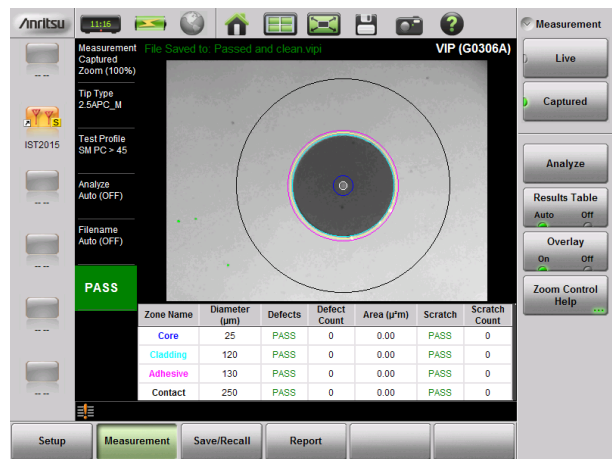 Anritsu
11:16
Measurement
Measurement
Captured
Zoom (100%)
File Saved to: Passed and clean.vipi
VIP (G0306A)
Live
-- --
Tip Type
2.5APC_M
Captured
S
IST2015
Test Profile
SM PC > 45
Analyze
Analyze
Auto (OFF)
Results Table
Auto Off
-- --
Filename
Auto (OFF)
Overlay
On Off
-- --
PASS
Zoom Control
Help
Zone Name Diameter (µm) Defects Defect Count Area (µ²m) Scratch Scratch Count
Core 25 PASS 0 0.00 PASS 0
Cladding 120 PASS 0 0.00 PASS 0
Adhesive 130 PASS 0 0.00 PASS 0
Contact 250 PASS 0 0.00 PASS 0
-- --
-- --
Setup Measurement Save/Recall Report